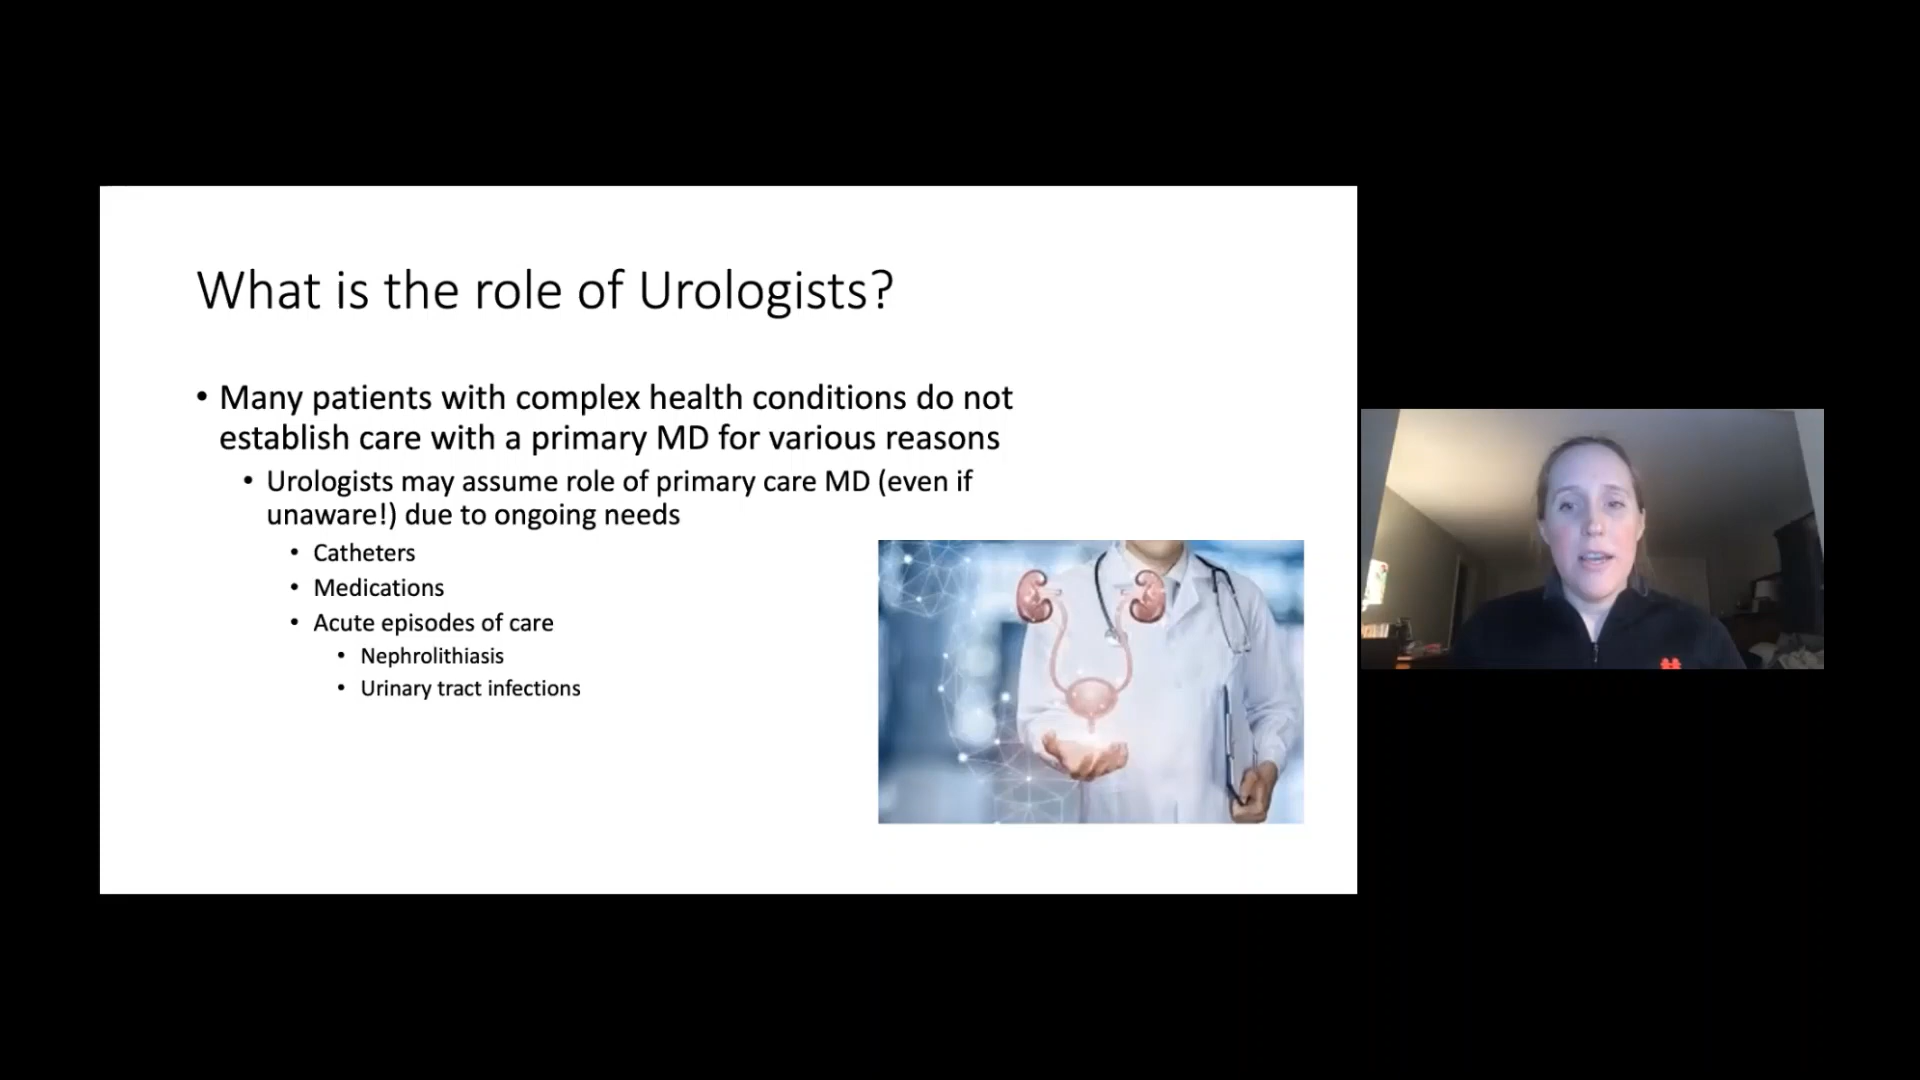 What is the role of Urologists?
• Many patients with complex health conditions do not
establish care with a primary MD for various reasons
• Urologists may assume role of primary care MD (even if
unaware!) due to ongoing needs
• Catheters
• Medications
• Acute episodes of care
• Nephrolithiasis
• Urinary tract infections